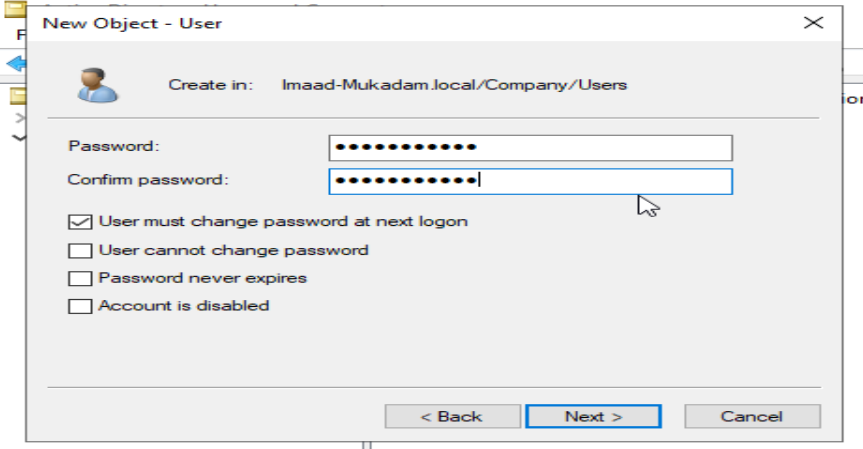 New Object - User
Create in: Imaad-Mukadam.local/Company/Users
Password: ●●●●●●●●●●●
Confirm password: ●●●●●●●●●●●
User must change password at next logon
User cannot change password
Password never expires
Account is disabled
< Back Next > Cancel